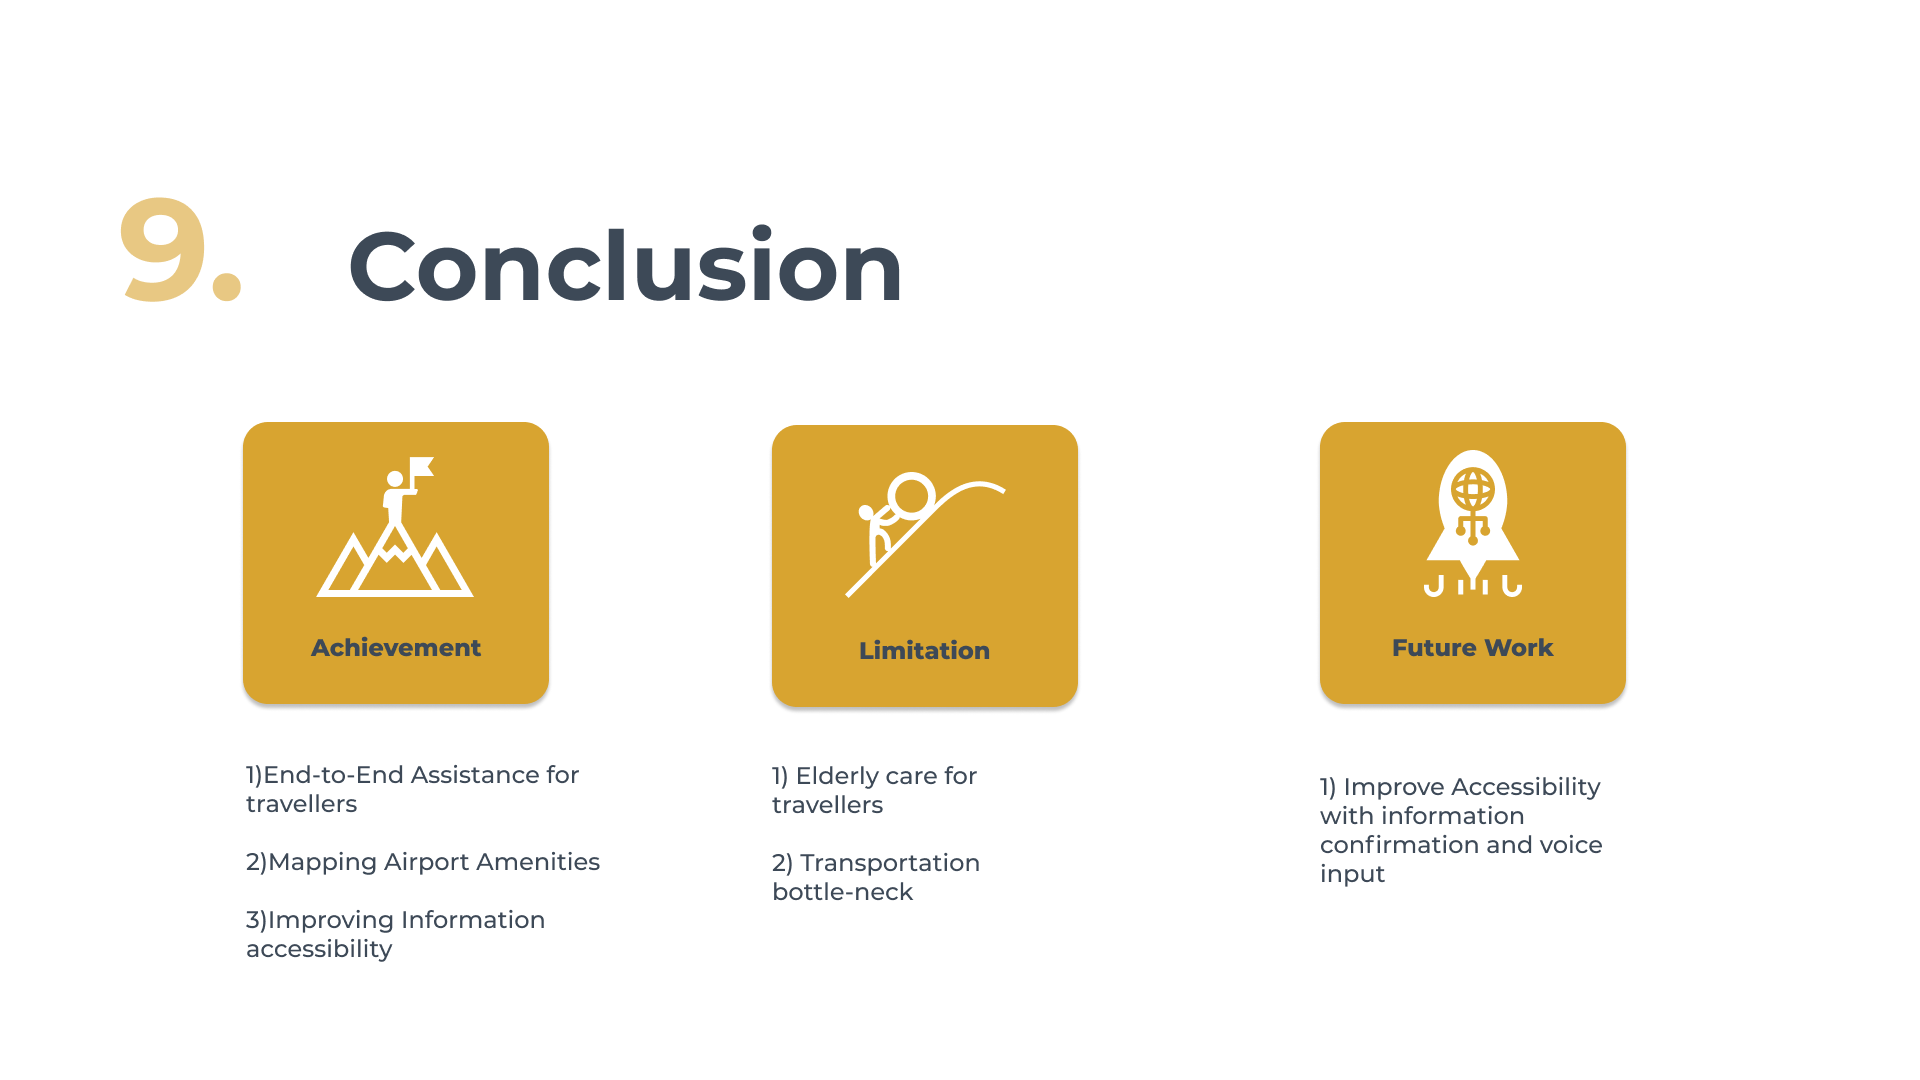 9.
Conclusion
Achievement
1)End-to-End Assistance for
travellers
2)Mapping Airport Amenities
3)Improving Information
accessibility
Limitation
1) Elderly care for
travellers
2) Transportation
bottle-neck
Future Work
1) Improve Accessibility
with information
confirmation and voice
input